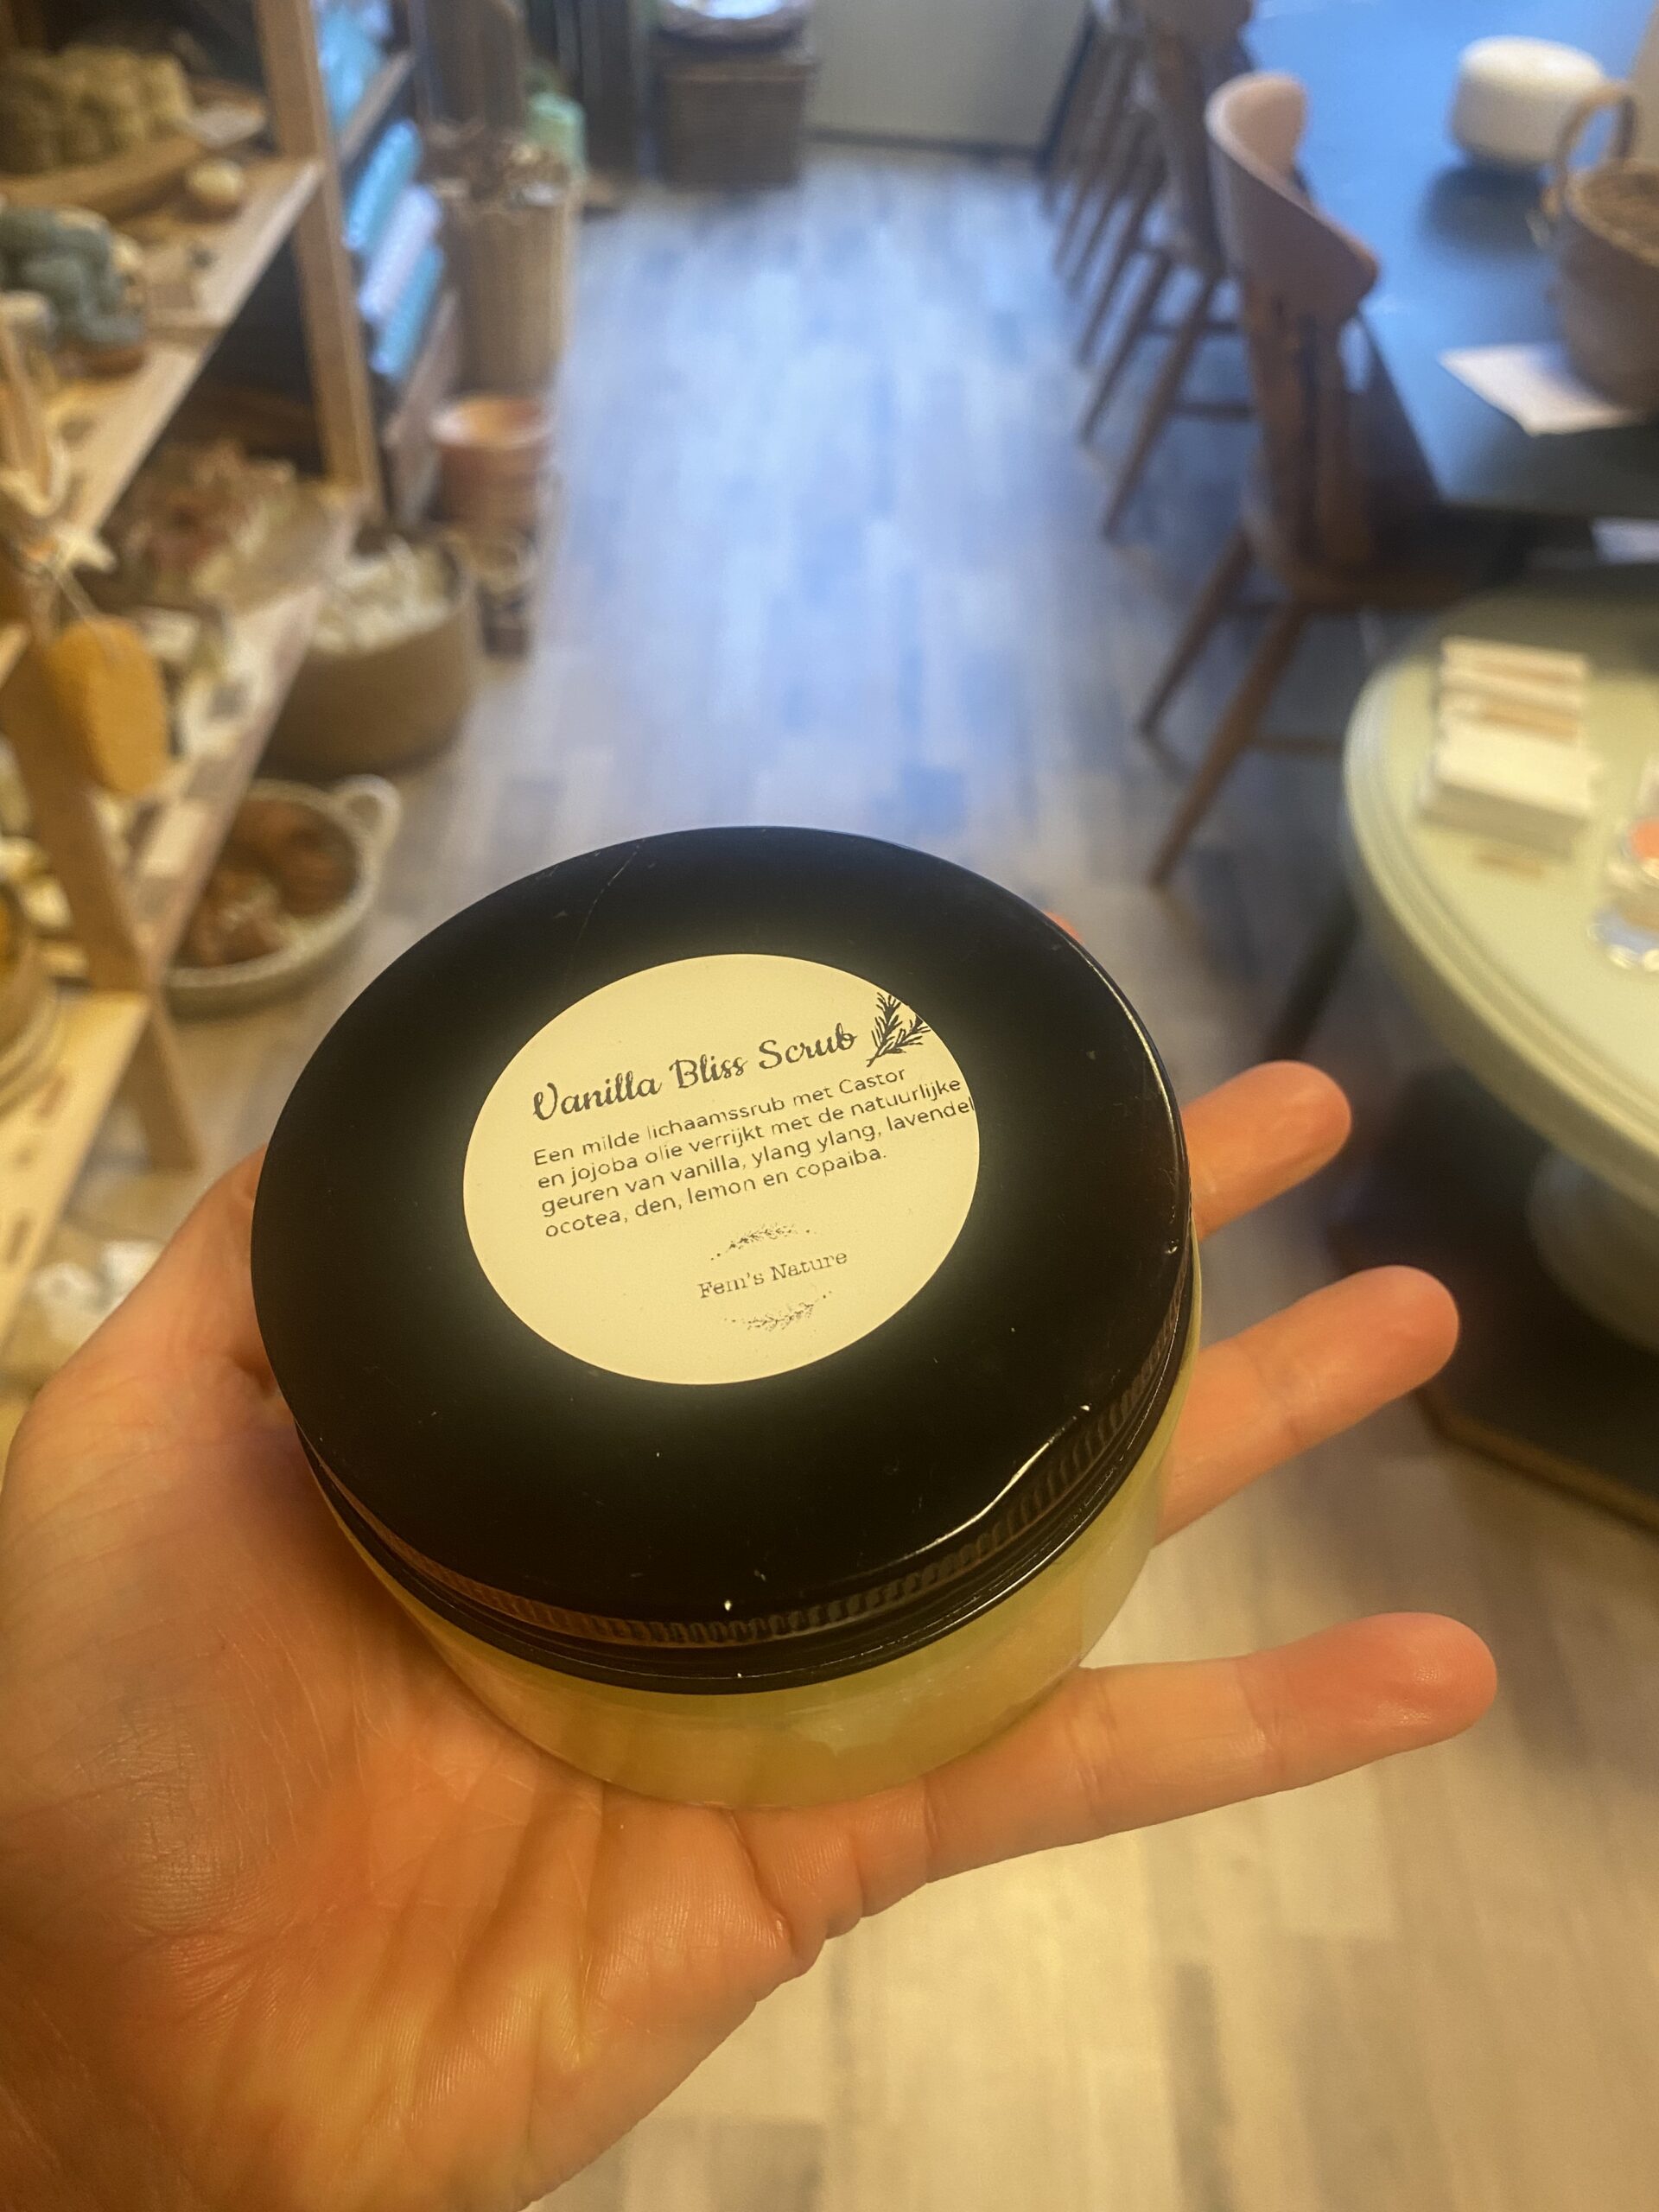 Vanilla Bliss Scrub
Een milde lichaamssrub met Castor
en jojoba olie verrijkt met de natuurlijke
geuren van vanilla, ylang ylang, lavendel
ocotea, den, lemon en copaiba.
Fem's Nature